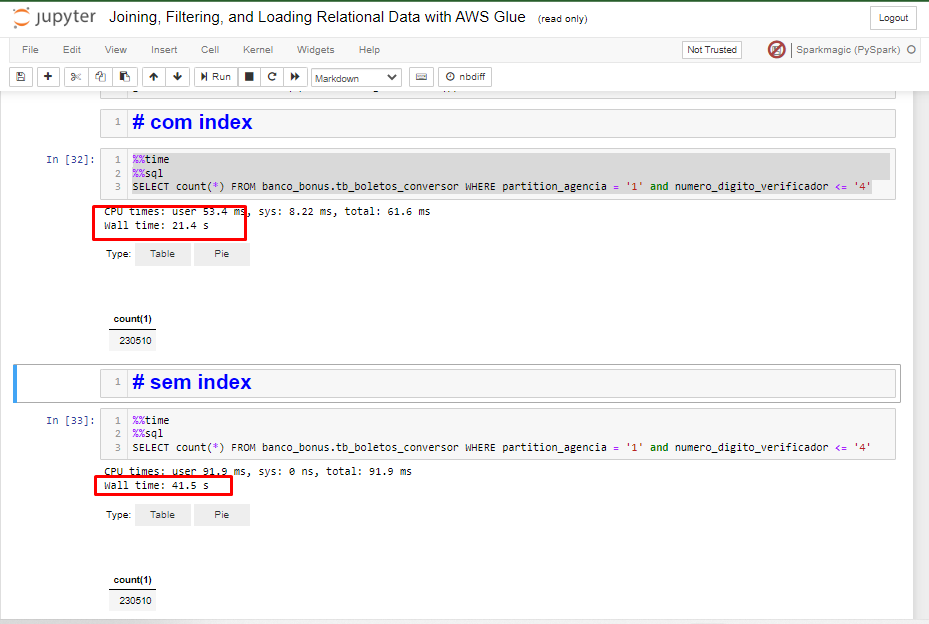 jupyter Joining, Filtering, and Loading Relational Data with AWS Glue (read only) Logout
File Edit View Insert Cell Kernel Widgets Help Not Trusted Sparkmagic (PySpark)
Run Markdown nbdiff
1 # com index
In [32]: 1 %%time
2 %%sql
3 SELECT count(*) FROM banco_bonus.tb_boletos_conversor WHERE partition_agencia = '1' and numero_digito_verificador <= '4'
CPU times: user 53.4 ms, sys: 8.22 ms, total: 61.6 ms
Wall time: 21.4 s
Type: Table Pie
count(1)
230510
1 # sem index
In [33]: 1 %%time
2 %%sql
3 SELECT count(*) FROM banco_bonus.tb_boletos_conversor WHERE partition_agencia = '1' and numero_digito_verificador <= '4'
CPU times: user 91.9 ms, sys: 0 ns, total: 91.9 ms
Wall time: 41.5 s
Type: Table Pie
count(1)
230510